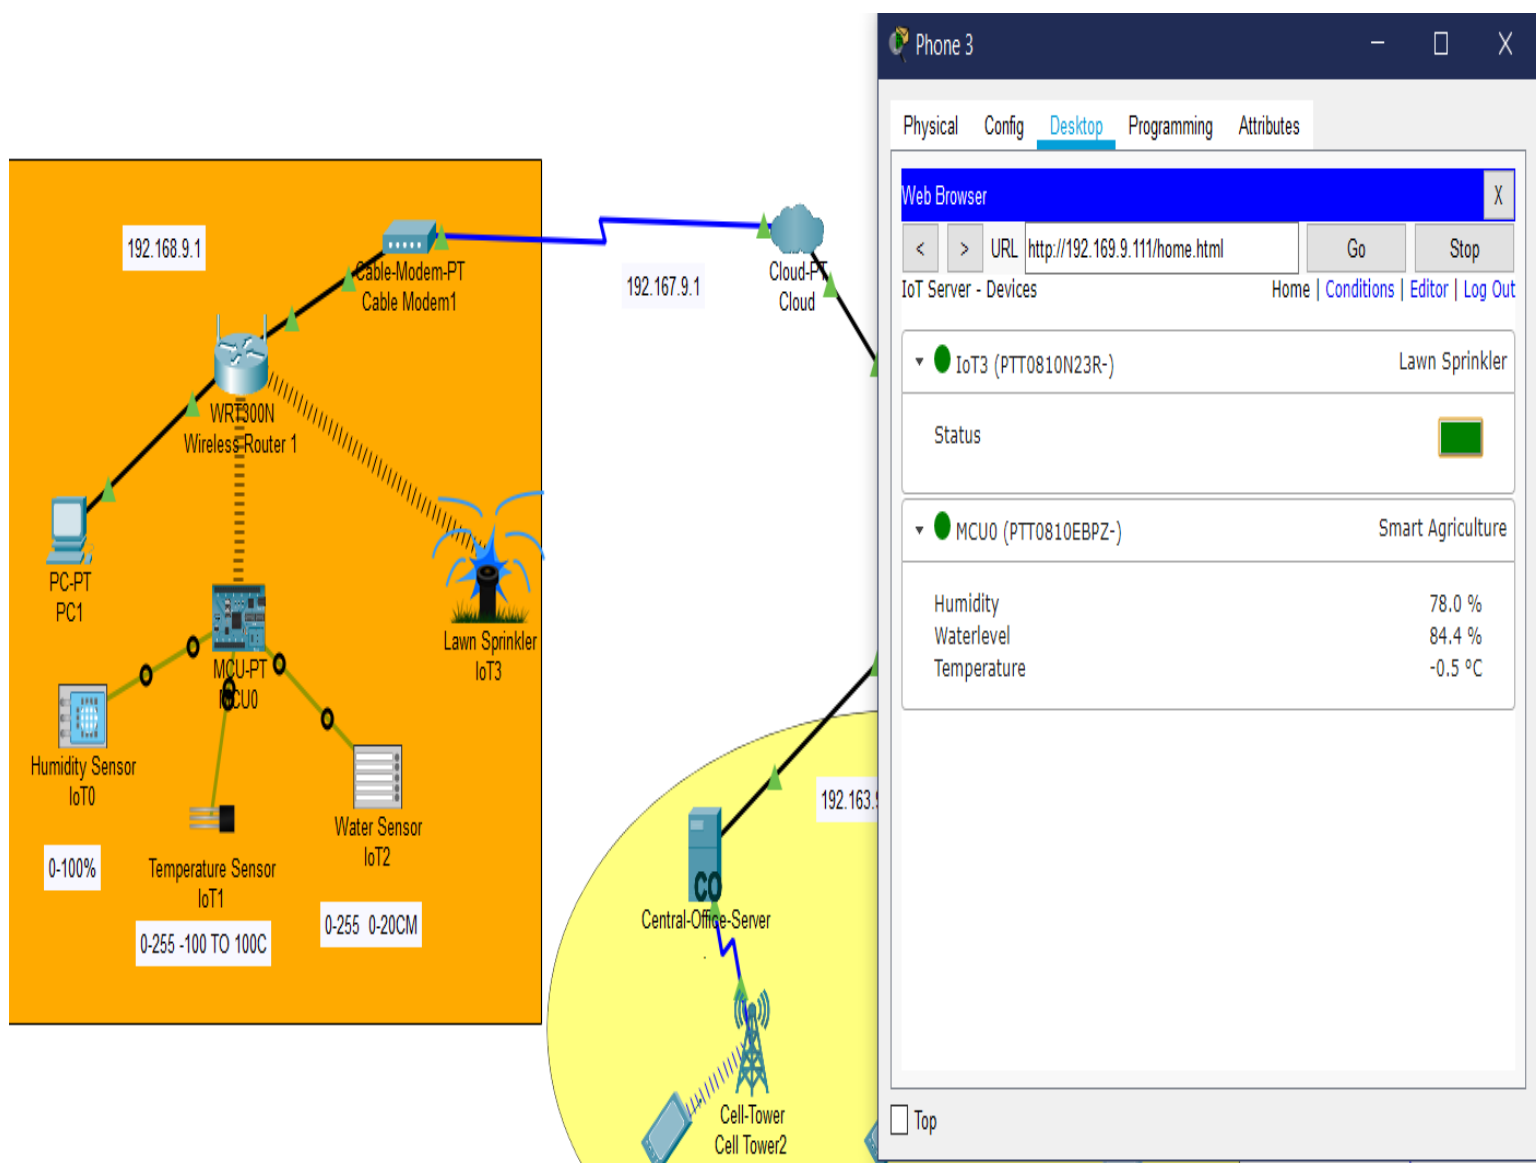 192.168.9.1
Cable-Modem-PT
Cable Modem1
192.167.9.1
Cloud-PT
Cloud
WRT300N
Wireless Router 1
PC-PT
PC1
MCU-PT
MCU0
Lawn Sprinkler
IoT3
Humidity Sensor
IoT0
0-100%
Temperature Sensor
IoT1
0-255 -100 TO 100C
Water Sensor
IoT2
0-255 0-20CM
192.163.
CO
Central-Office-Server
Cell-Tower
Cell Tower2
Phone 3
Physical Config Desktop Programming Attributes
Web Browser X
< > URL http://192.169.9.111/home.html Go Stop
IoT Server - Devices Home | Conditions | Editor | Log Out
IoT3 (PTT0810N23R-) Lawn Sprinkler
Status
MCU0 (PTT0810EBPZ-) Smart Agriculture
Humidity 78.0 %
Waterlevel 84.4 %
Temperature -0.5 ºC
Top